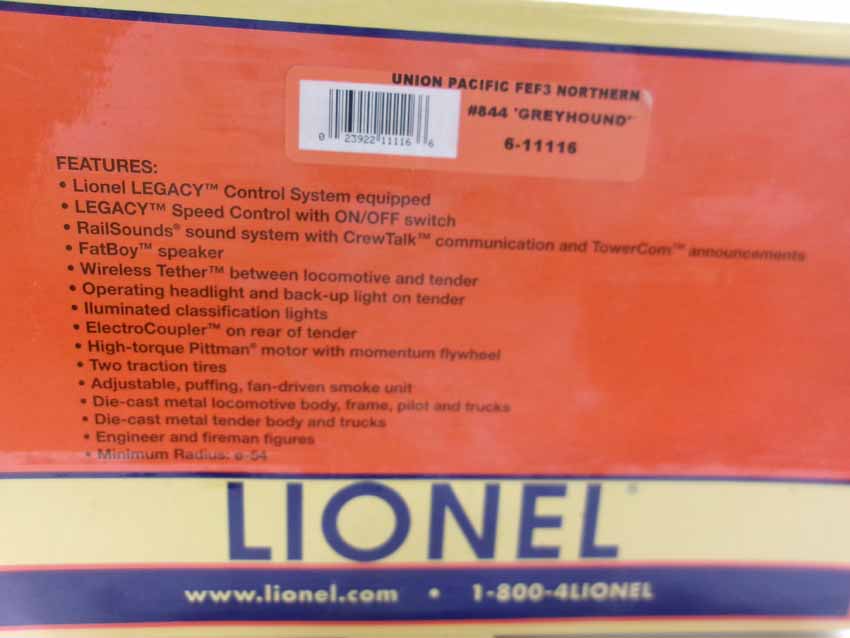 UNION PACIFIC FEF3 NORTHERN
#844 'GREYHOUND'
6-11116
0 23922 11116 6
FEATURES:
• Lionel LEGACY™ Control System equipped
• LEGACY™ Speed Control with ON/OFF switch
• RailSounds® sound system with CrewTalk™ communication and TowerCom™ announcements
• FatBoy™ speaker
• Wireless Tether™ between locomotive and tender
• Operating headlight and back-up light on tender
• Iluminated classification lights
• ElectroCoupler™ on rear of tender
• High-torque Pittman® motor with momentum flywheel
• Two traction tires
• Adjustable, puffing, fan-driven smoke unit
• Die-cast metal locomotive body, frame, pilot and trucks
• Die-cast metal tender body and trucks
• Engineer and fireman figures
• Minimum Radius: o-54
LIONEL®
www.lionel.com • 1-800-4LIONEL